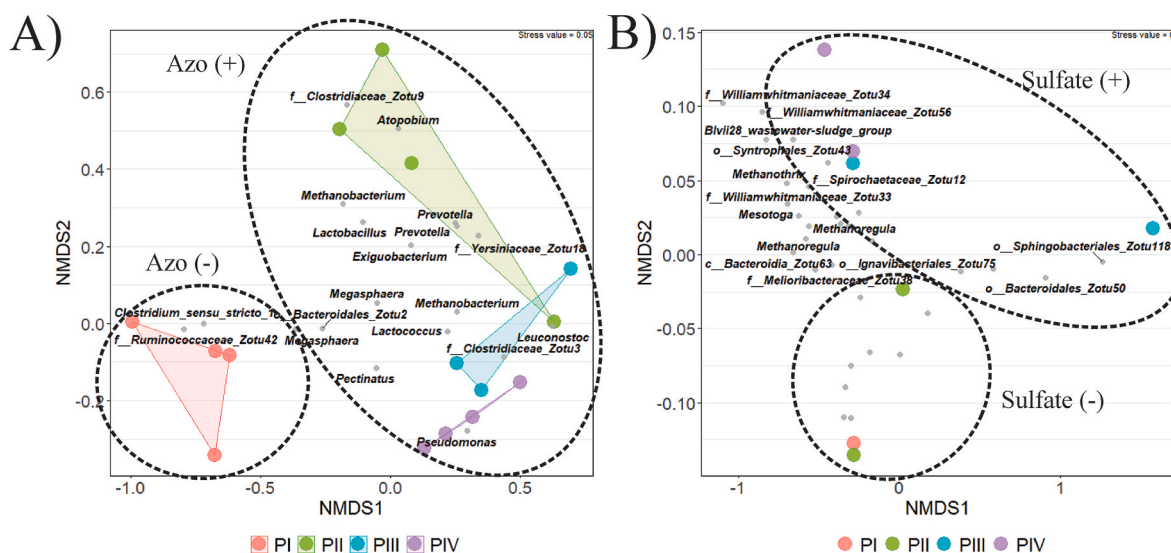 A)
Stress value = 0.05
Azo (+)
f__Clostridiaceae_Zotu9
Atopobium
Methanobacterium
Prevotella
Lactobacillus
Prevotella
f__Yersiniaceae_Zotu18
Exiguobacterium
Azo (-)
Megasphaera
Methanobacterium
Clostridium_sensu_stricto_1
o__Bacteroidales_Zotu2
Lactococcus
Leuconostoc
f__Ruminococcaceae_Zotu42
Megasphaera
f__Clostridiaceae_Zotu3
Pectinatus
Pseudomonas
0.6
0.4
0.2
0.0
-0.2
NMDS2
-1.0
-0.5
0.0
0.5
NMDS1
PI
PII
PIII
PIV
B)
Stress value =
Sulfate (+)
f__Williamwhitmaniaceae_Zotu34
f__Williamwhitmaniaceae_Zotu56
Blvii28_wastewater-sludge_group
o__Syntrophales_Zotu43
Methanothrix
f__Spirochaetaceae_Zotu12
f__Williamwhitmaniaceae_Zotu33
Mesotoga
Methanoregula
Methanoregula
o__Sphingobacteriales_Zotu118
c__Bacteroidia_Zotu63
o__Ignavibacteriales_Zotu75
f__Melioribacteraceae_Zotu38
o__Bacteroidales_Zotu50
Sulfate (-)
0.15
0.10
0.05
0.00
-0.05
-0.10
NMDS2
-1
0
1
NMDS1
PI
PII
PIII
PIV